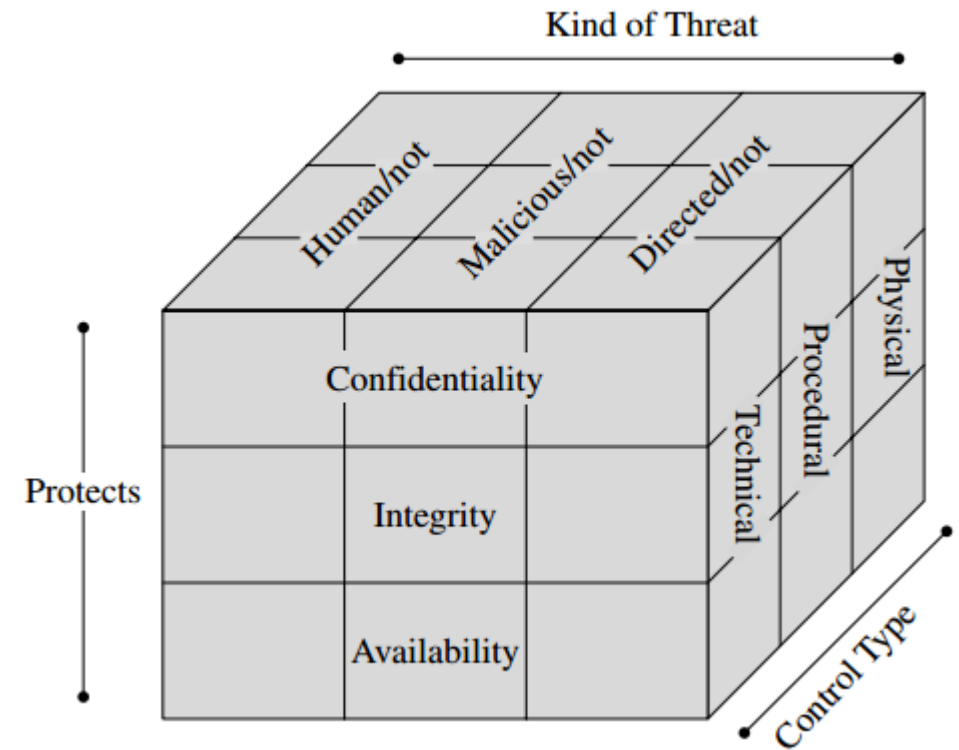 Kind of Threat
Human/not
Malicious/not
Directed/not
Protects
Confidentiality
Integrity
Availability
Technical
Procedural
Physical
Control Type